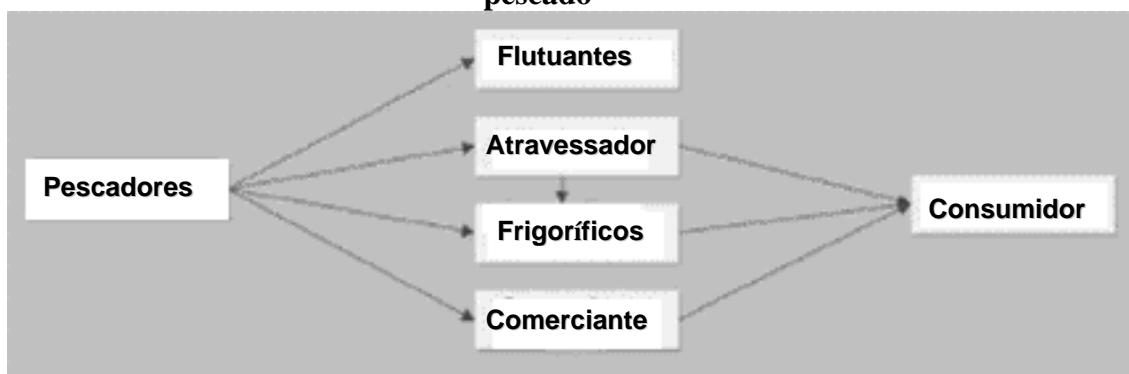 pescado
Flutuantes
Atravessador
Pescadores
Frigoríficos
Consumidor
Comerciante